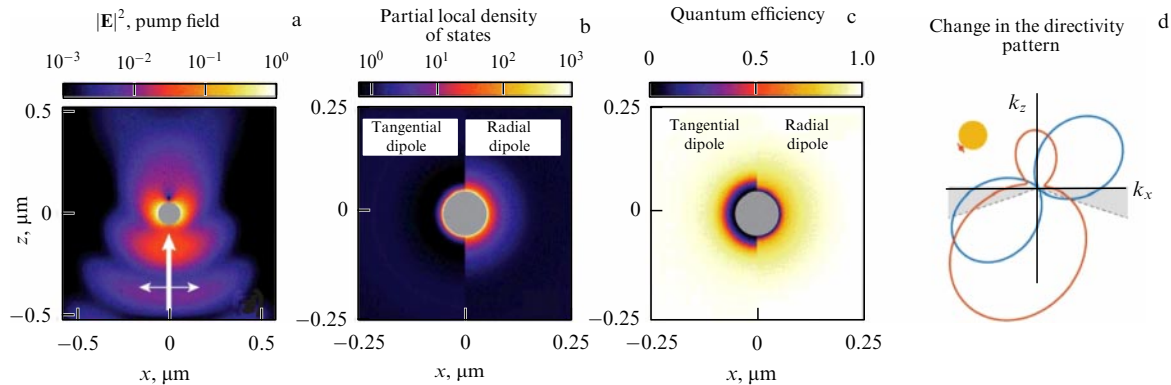 |E|², pump field
a
10⁻³ 10⁻² 10⁻¹ 10⁰
0.5
0
−0.5
z, μm
−0.5 0 0.5
x, μm
Partial local density
of states
b
10⁰ 10¹ 10² 10³
0.25
0
−0.25
Tangential
dipole
Radial
dipole
−0.25 0 0.25
x, μm
Quantum efficiency
c
0 0.5 1.0
0.25
0
−0.25
Tangential
dipole
Radial
dipole
−0.25 0 0.25
x, μm
d
Change in the directivity
pattern
k_z
k_x